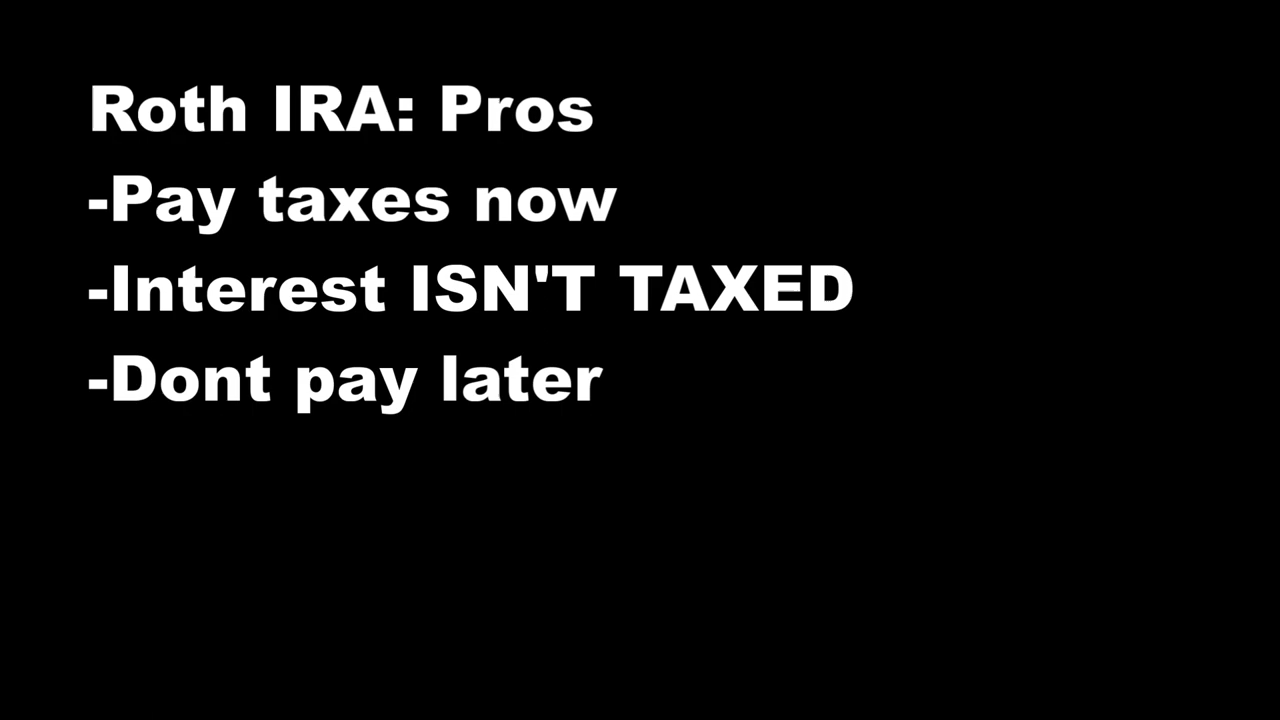 Roth IRA: Pros
-Pay taxes now
-Interest ISN'T TAXED
-Dont pay later